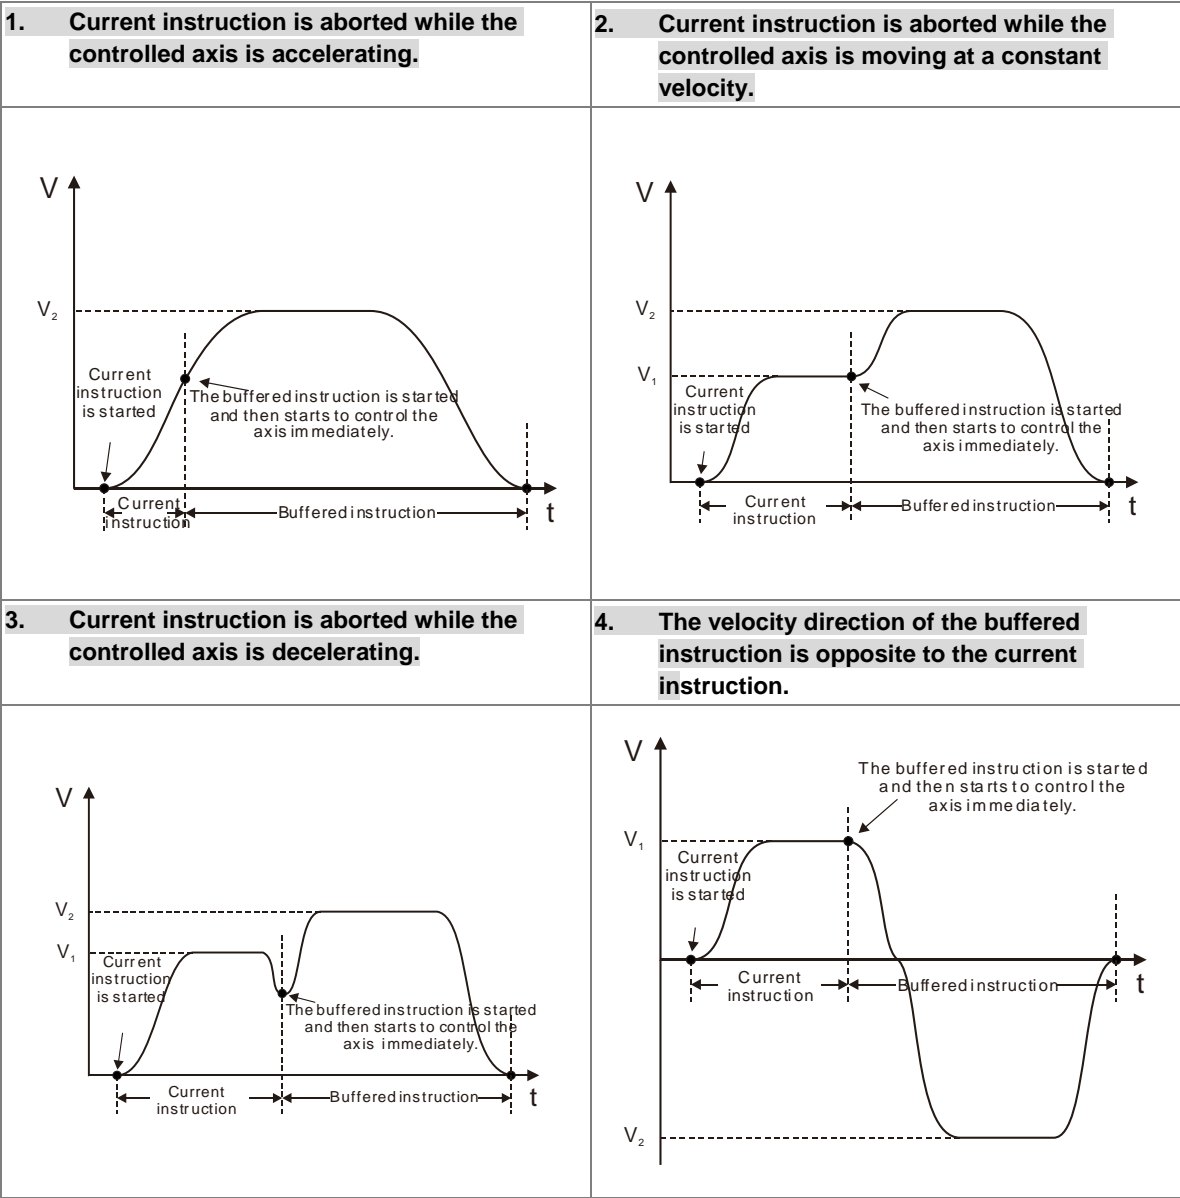 1. Current instruction is aborted while the
controlled axis is accelerating.
2. Current instruction is aborted while the
controlled axis is moving at a constant
velocity.
V
V2
Current
instruction
is started
The buffered instruction is started
and then starts to control the
axis immediately.
Current
instruction
Buffered instruction
t
V
V2
V1
Current
instruction
is started
The buffered instruction is started
and then starts to control the
axis immediately.
Current
instruction
Buffered instruction
t
3. Current instruction is aborted while the
controlled axis is decelerating.
4. The velocity direction of the buffered
instruction is opposite to the current
instruction.
V
V2
V1
Current
instruction
is started
The buffered instruction is started
and then starts to control the
axis immediately.
Current
instruction
Buffered instruction
t
V
The buffered instruction is started
and then starts to control the
axis immediately.
V1
Current
instruction
is started
Current
instruction
Buffered instruction
t
V2